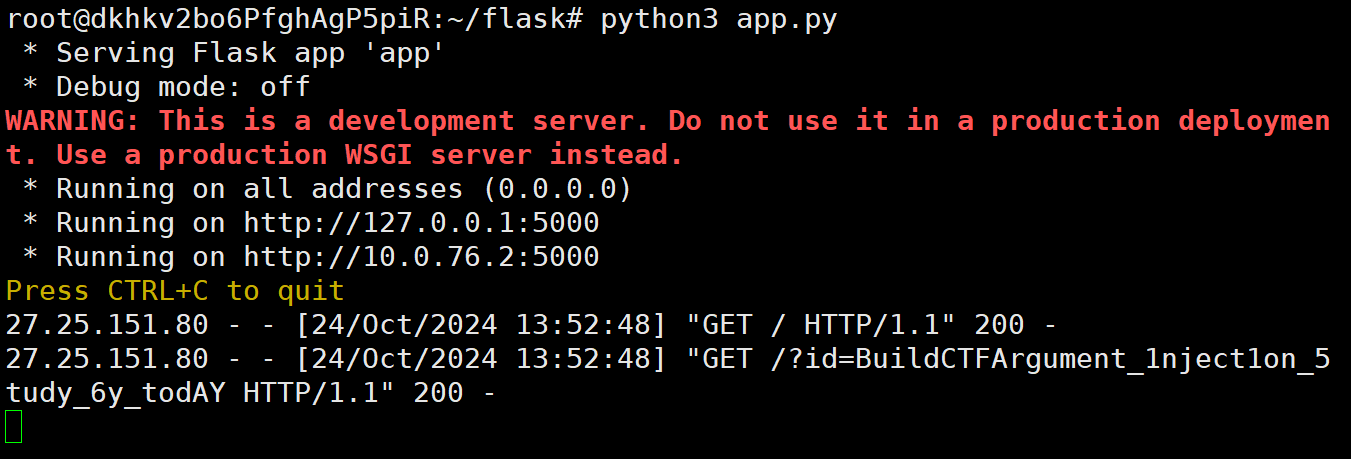 root@dkhkv2bo6PfghAgP5piR:~/flask# python3 app.py
 * Serving Flask app 'app'
 * Debug mode: off
WARNING: This is a development server. Do not use it in a production deploymen
t. Use a production WSGI server instead.
 * Running on all addresses (0.0.0.0)
 * Running on http://127.0.0.1:5000
 * Running on http://10.0.76.2:5000
Press CTRL+C to quit
27.25.151.80 - - [24/Oct/2024 13:52:48] "GET / HTTP/1.1" 200 -
27.25.151.80 - - [24/Oct/2024 13:52:48] "GET /?id=BuildCTFArgument_1nject1on_5
tudy_6y_todAY HTTP/1.1" 200 -